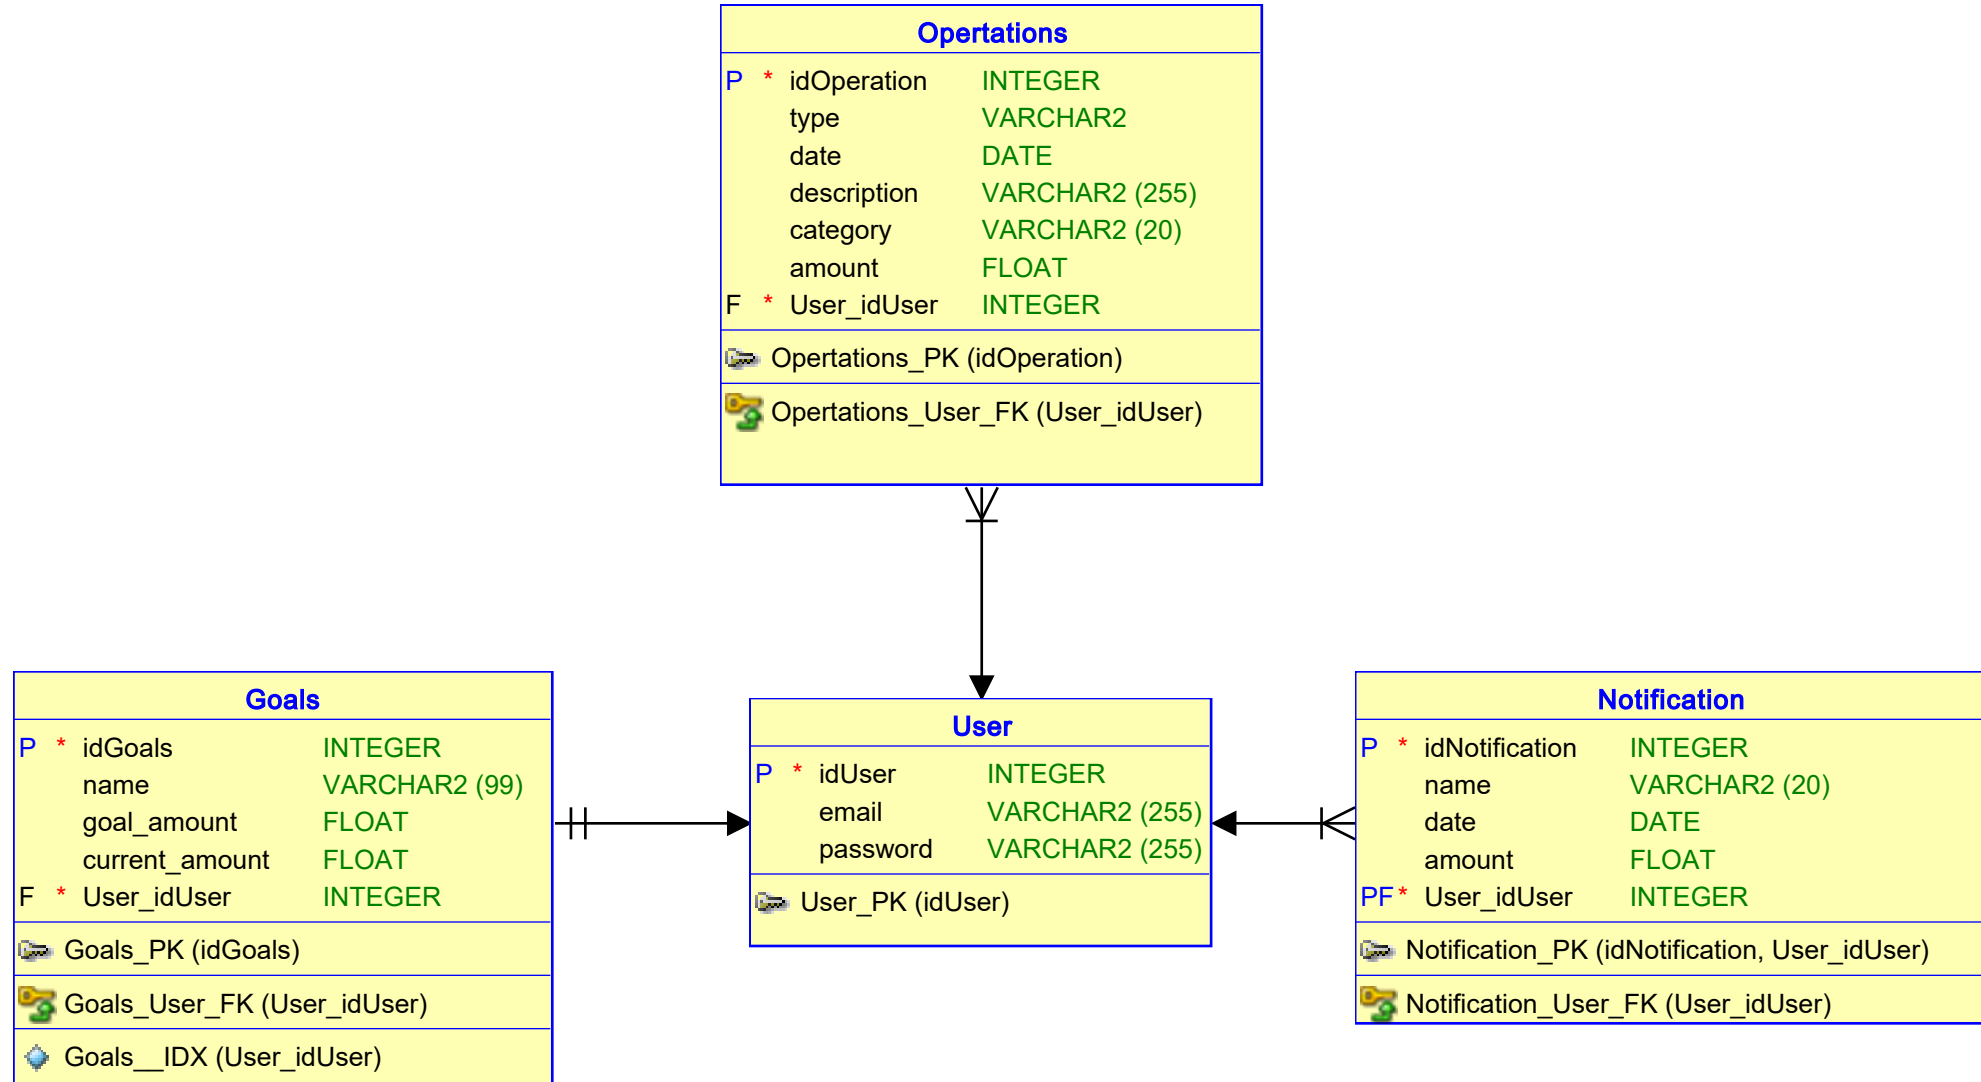 Opertations
P * idOperation INTEGER
type VARCHAR2
date DATE
description VARCHAR2 (255)
category VARCHAR2 (20)
amount FLOAT
F * User_idUser INTEGER
Opertations_PK (idOperation)
Opertations_User_FK (User_idUser)
Goals
P * idGoals INTEGER
name VARCHAR2 (99)
goal_amount FLOAT
current_amount FLOAT
F * User_idUser INTEGER
Goals_PK (idGoals)
Goals_User_FK (User_idUser)
Goals__IDX (User_idUser)
User
P * idUser INTEGER
email VARCHAR2 (255)
password VARCHAR2 (255)
User_PK (idUser)
Notification
P * idNotification INTEGER
name VARCHAR2 (20)
date DATE
amount FLOAT
PF * User_idUser INTEGER
Notification_PK (idNotification, User_idUser)
Notification_User_FK (User_idUser)